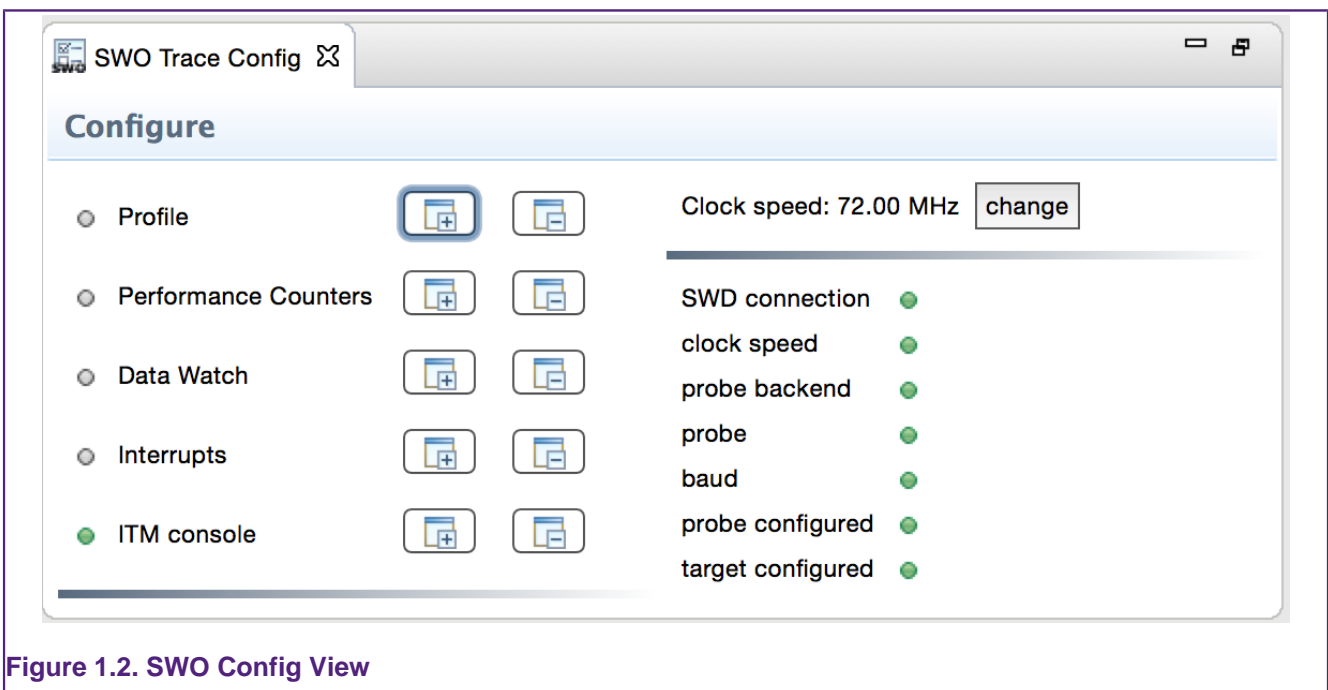 SWO
SWO Trace Config
Configure
Profile
Performance Counters
Data Watch
Interrupts
ITM console
Clock speed: 72.00 MHz change
SWD connection
clock speed
probe backend
probe
baud
probe configured
target configured
Figure 1.2. SWO Config View